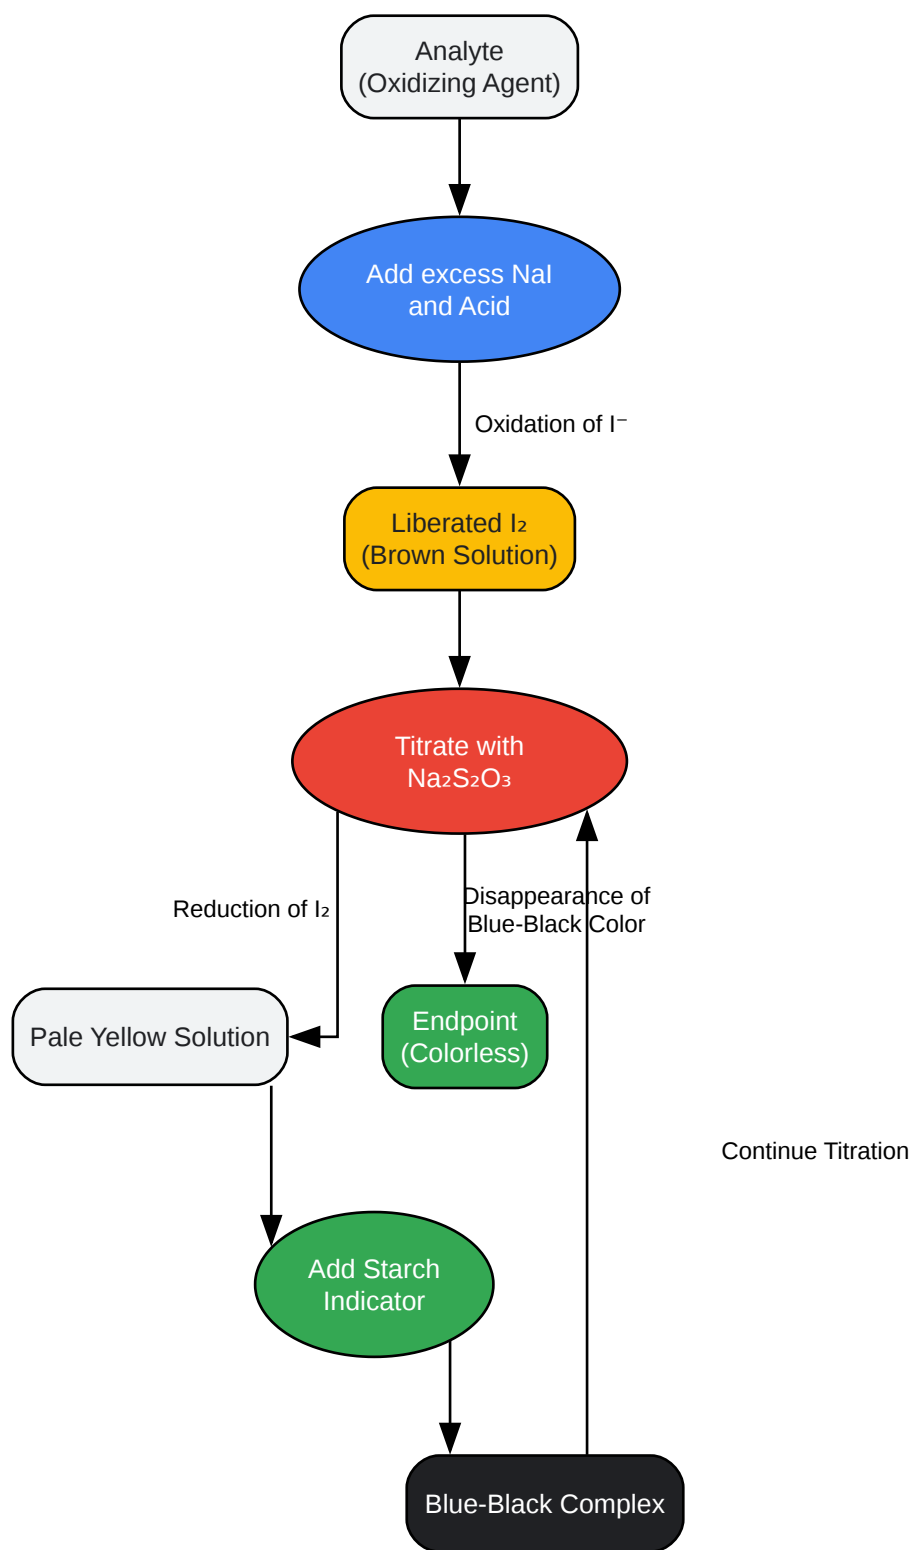 Analyte
(Oxidizing Agent)
Add excess NaI
and Acid
Oxidation of I⁻
Liberated I₂
(Brown Solution)
Titrate with
Na₂S₂O₃
Reduction of I₂
Disappearance of
Blue-Black Color
Pale Yellow Solution
Endpoint
(Colorless)
Continue Titration
Add Starch
Indicator
Blue-Black Complex